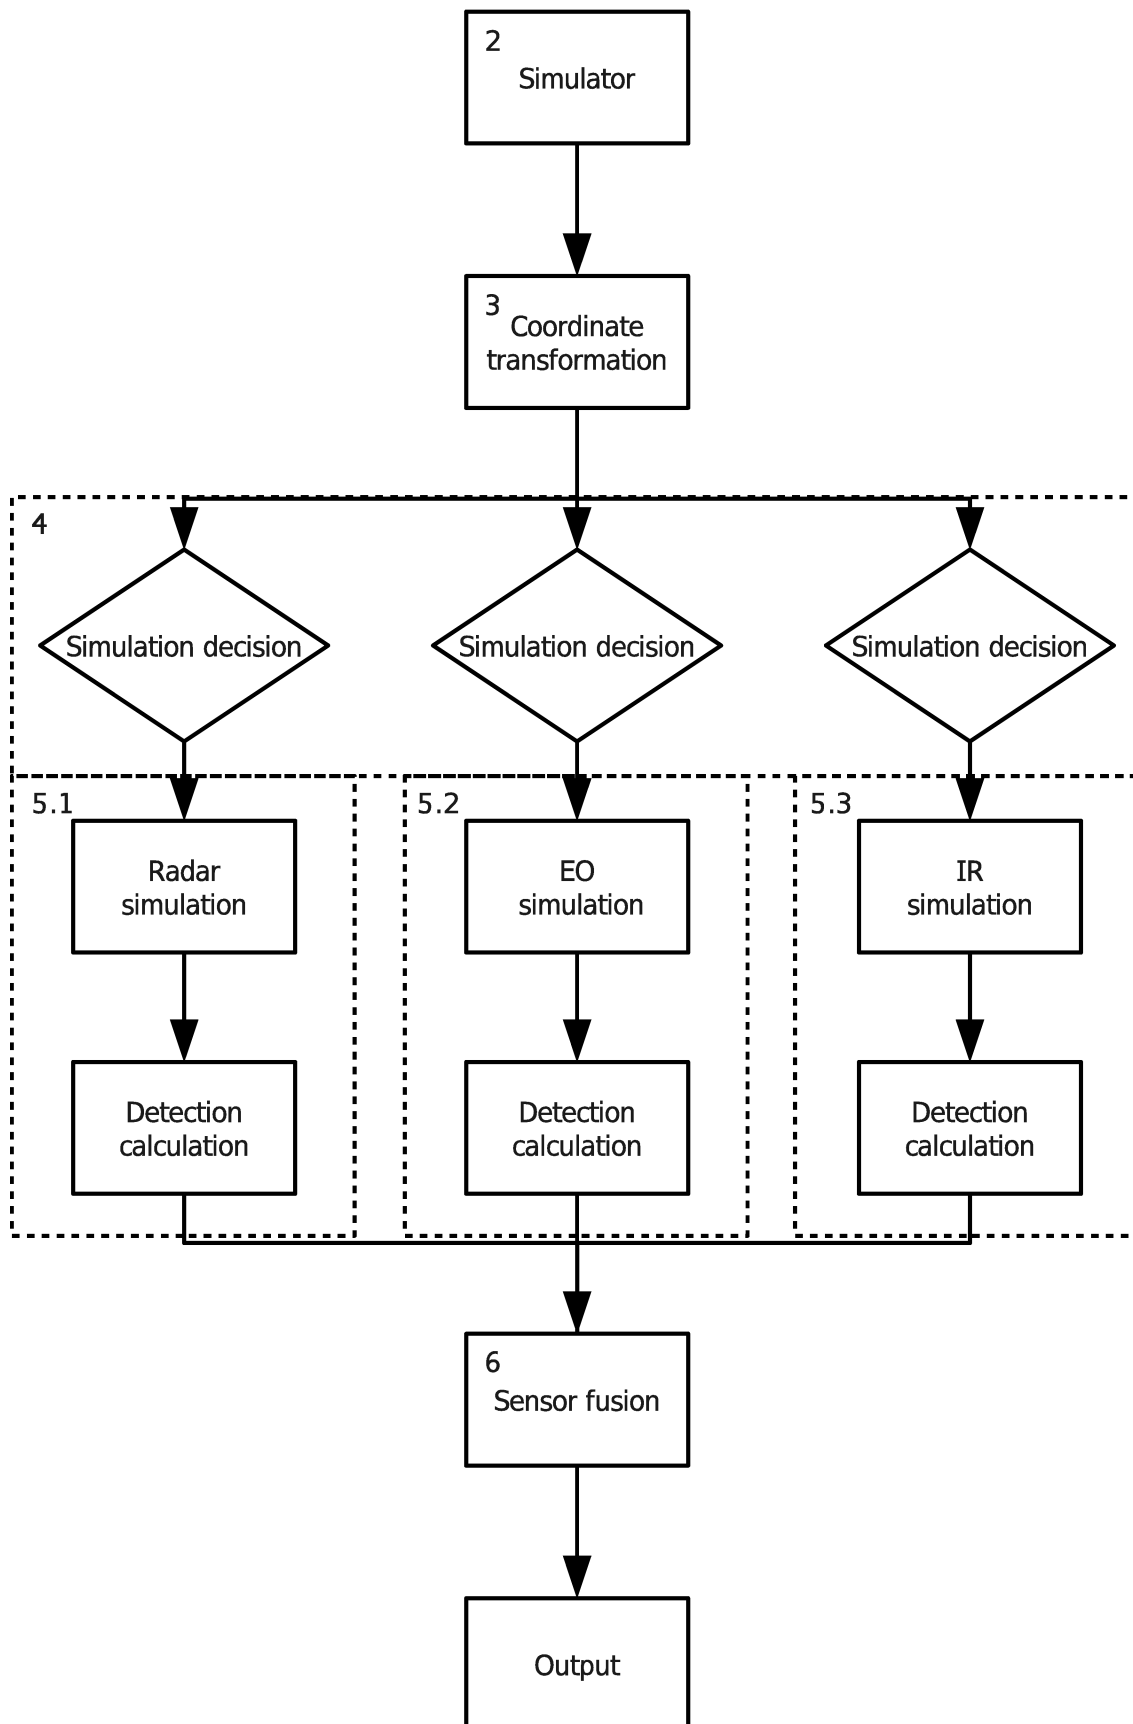 2
Simulator
3
Coordinate
transformation
4
Simulation decision
Simulation decision
Simulation decision
5.1
Radar
simulation
Detection
calculation
5.2
EO
simulation
Detection
calculation
5.3
IR
simulation
Detection
calculation
6
Sensor fusion
Output